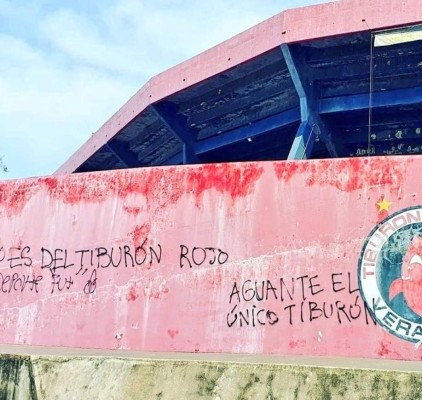 ES DEL TIBURÓN ROJO
AGUANTE EL
ÚNICO TIBURÓN
TIBURON
VERA